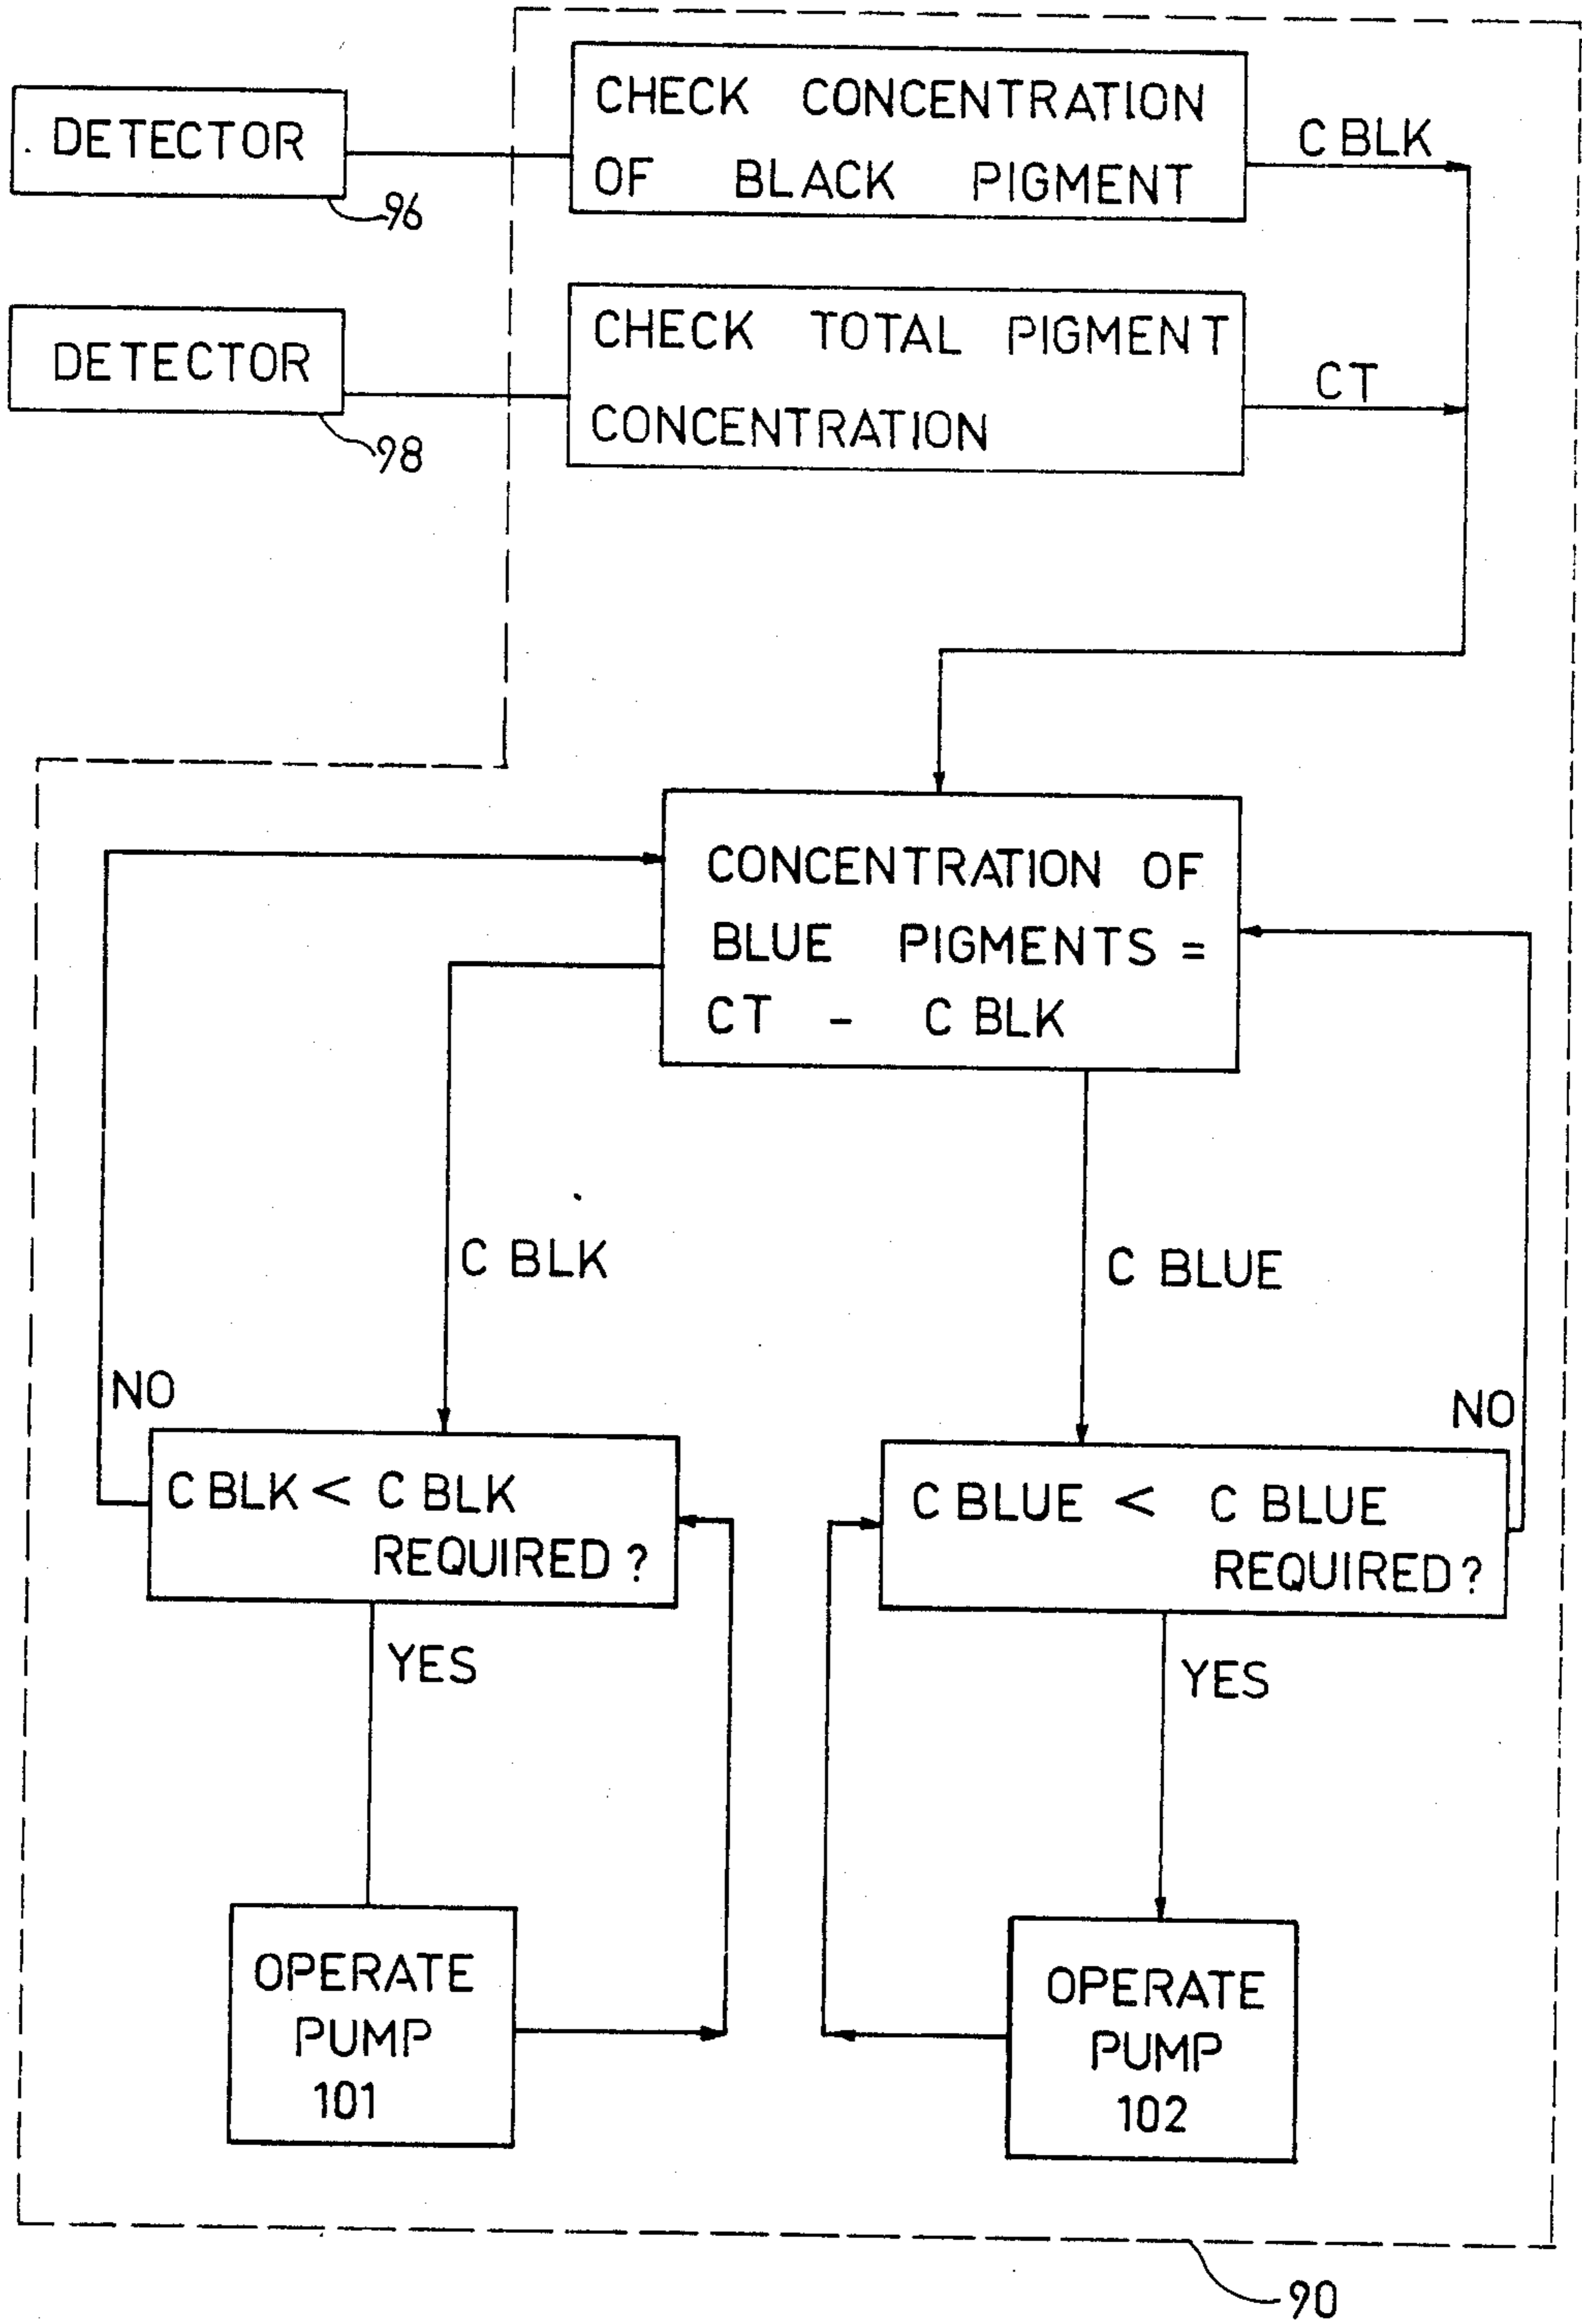 DETECTOR
96
CHECK CONCENTRATION
OF BLACK PIGMENT
C BLK
DETECTOR
98
CHECK TOTAL PIGMENT
CONCENTRATION
CT
CONCENTRATION OF
BLUE PIGMENTS =
CT - C BLK
C BLK
C BLUE
NO
NO
C BLK < C BLK
REQUIRED ?
C BLUE < C BLUE
REQUIRED ?
YES
YES
OPERATE
PUMP
101
OPERATE
PUMP
102
90